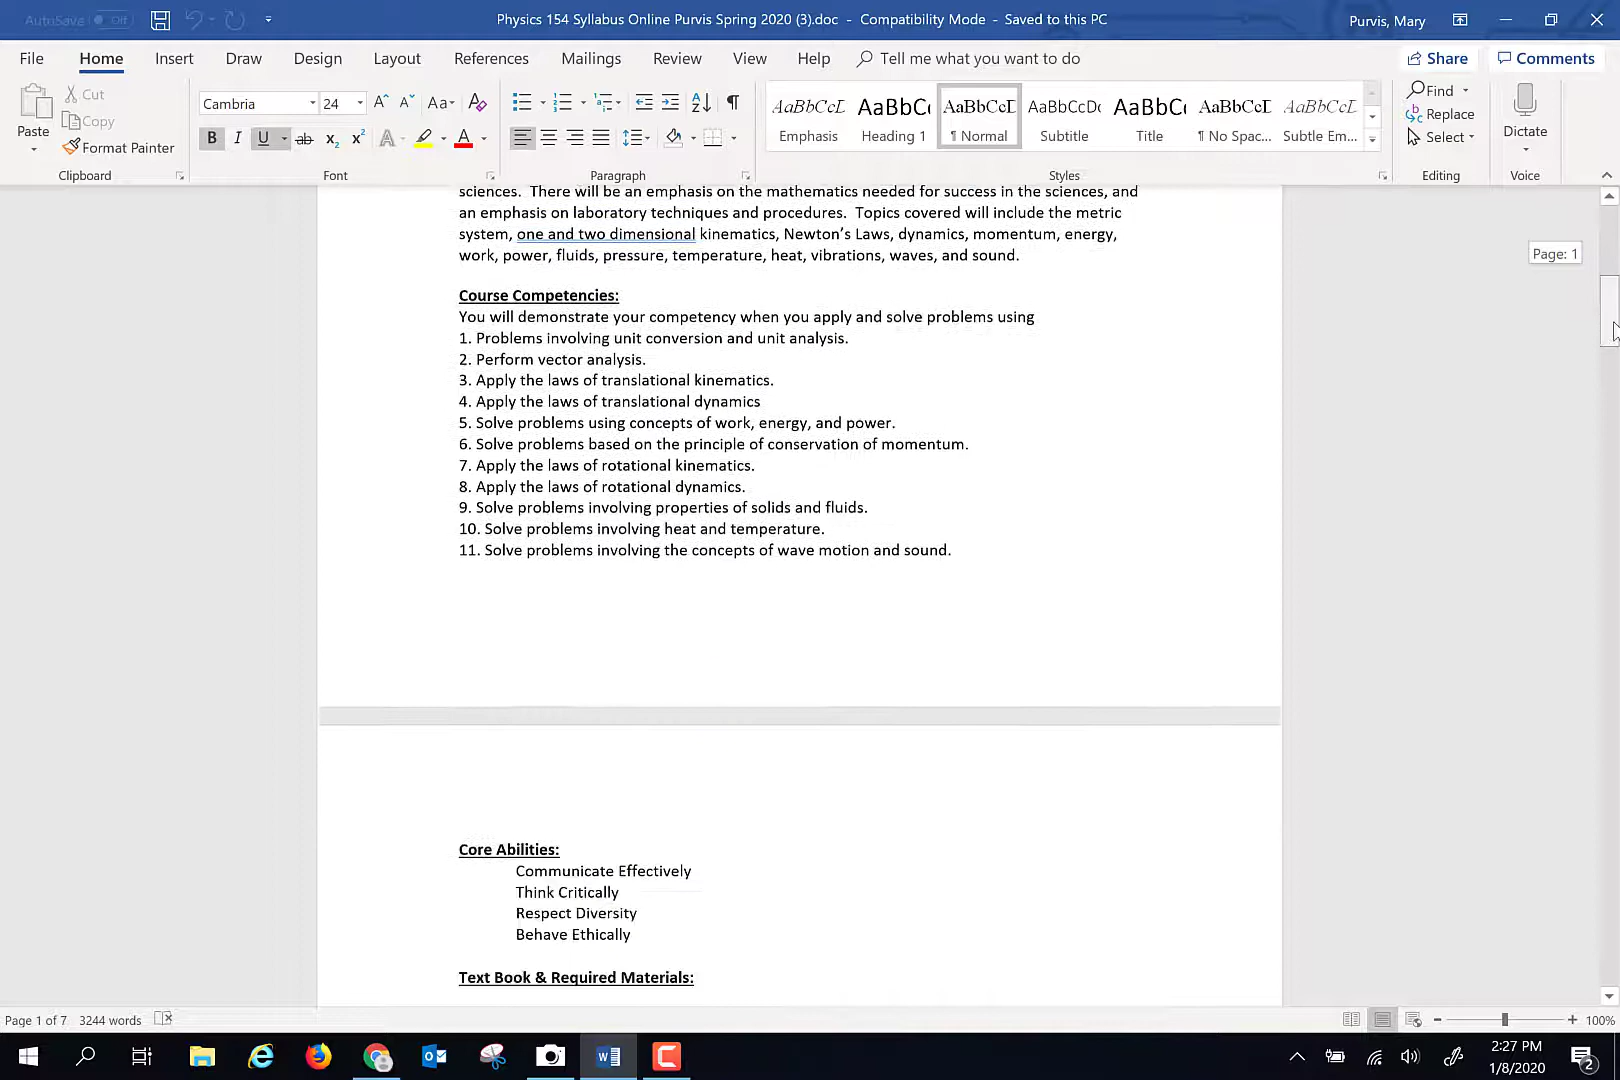 AutoSave Off
Physics 154 Syllabus Online Purvis Spring 2020 (3).doc - Compatibility Mode - Saved to this PC
Purvis, Mary
File Home Insert Draw Design Layout References Mailings Review View Help Tell me what you want to do
Share Comments
Paste
Cut
Copy
Format Painter
Clipboard
Cambria 24
Font
Paragraph
AaBbCcL AaBbC( AaBbCcD AaBbCcD( AaBbC( AaBbCcD AaBbCcL
Emphasis Heading 1 ¶ Normal Subtitle Title ¶ No Spac... Subtle Em...
Styles
Find
Replace
Select
Editing
Dictate
Voice
sciences. There will be an emphasis on the mathematics needed for success in the sciences, and
an emphasis on laboratory techniques and procedures. Topics covered will include the metric
system, one and two dimensional kinematics, Newton’s Laws, dynamics, momentum, energy,
work, power, fluids, pressure, temperature, heat, vibrations, waves, and sound.
Page: 1
Course Competencies:
You will demonstrate your competency when you apply and solve problems using
1. Problems involving unit conversion and unit analysis.
2. Perform vector analysis.
3. Apply the laws of translational kinematics.
4. Apply the laws of translational dynamics
5. Solve problems using concepts of work, energy, and power.
6. Solve problems based on the principle of conservation of momentum.
7. Apply the laws of rotational kinematics.
8. Apply the laws of rotational dynamics.
9. Solve problems involving properties of solids and fluids.
10. Solve problems involving heat and temperature.
11. Solve problems involving the concepts of wave motion and sound.
Core Abilities:
Communicate Effectively
Think Critically
Respect Diversity
Behave Ethically
Text Book & Required Materials:
Page 1 of 7 3244 words
100%
2:27 PM
1/8/2020
2